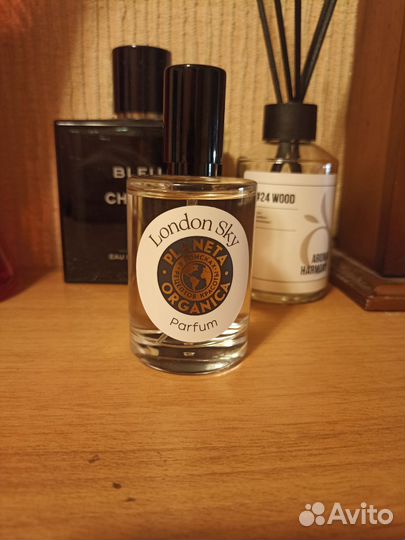 BLEU
CH
EAU
London Sky
PLANETA
ORGANICA
Parfum
#24 WOOD
AROMA
HARMONY
Avito